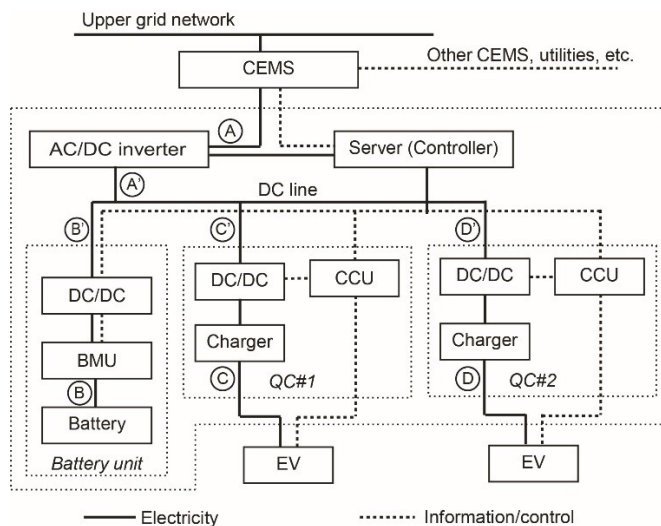 Upper grid network
Other CEMS, utilities, etc.
CEMS
A
AC/DC inverter
Server (Controller)
A'
DC line
B'
C'
D'
DC/DC
DC/DC
CCU
DC/DC
CCU
BMU
Charger
Charger
B
C
QC#1
D
QC#2
Battery
Battery unit
EV
EV
Electricity
Information/control